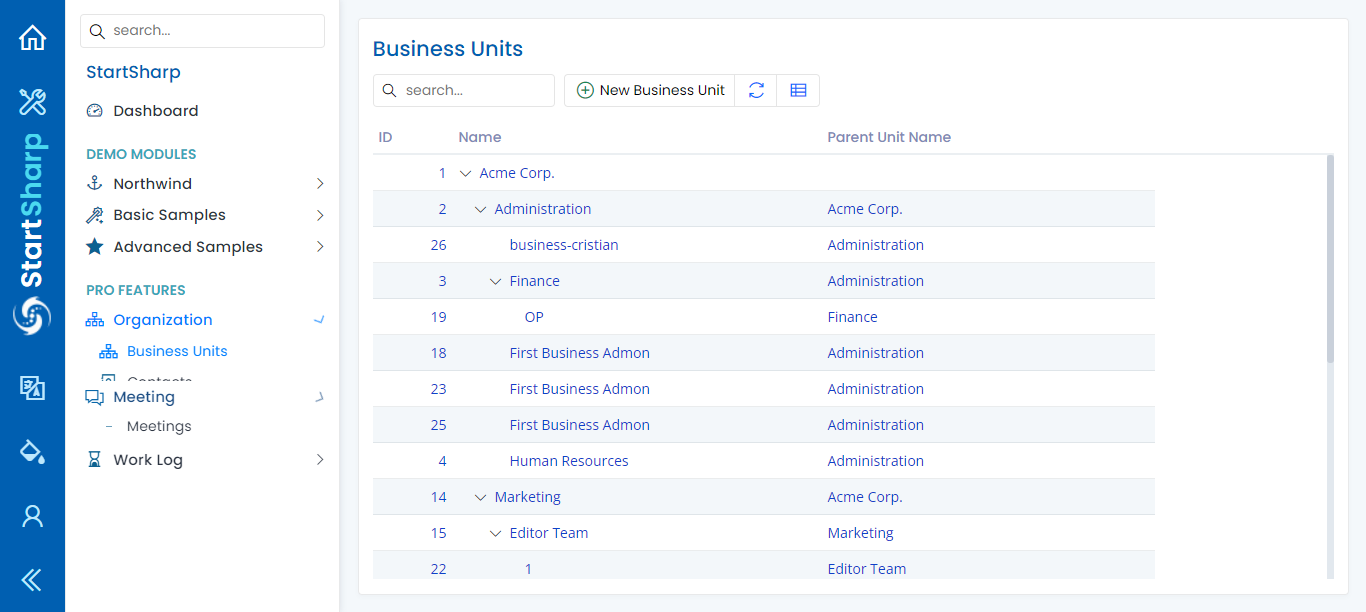 StartSharp
search...
StartSharp
Dashboard
DEMO MODULES
Northwind
Basic Samples
Advanced Samples
PRO FEATURES
Organization
Business Units
Contacts
Meeting
Meetings
Work Log
Business Units
search...
New Business Unit
ID Name Parent Unit Name
1 Acme Corp.
2 Administration Acme Corp.
26 business-cristian Administration
3 Finance Administration
19 OP Finance
18 First Business Admon Administration
23 First Business Admon Administration
25 First Business Admon Administration
4 Human Resources Administration
14 Marketing Acme Corp.
15 Editor Team Marketing
22 1 Editor Team